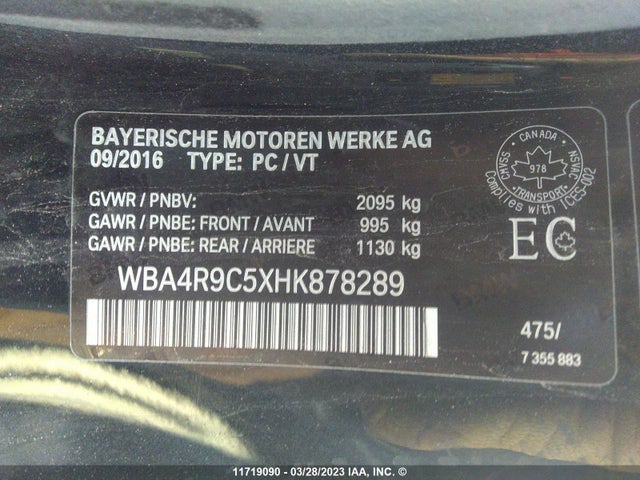 BAYERISCHE MOTOREN WERKE AG
09/2016 TYPE: PC / VT
GVWR / PNBV: 2095 kg
GAWR / PNBE: FRONT / AVANT 995 kg
GAWR / PNBE: REAR / ARRIERE 1130 kg
WBA4R9C5XHK878289
CANADA
978
TRANSPORT
CMVSS NSVAC
Complies with ICES-002
EC
475/
7 355 883
11719090 - 03/28/2023 IAA, INC. ©